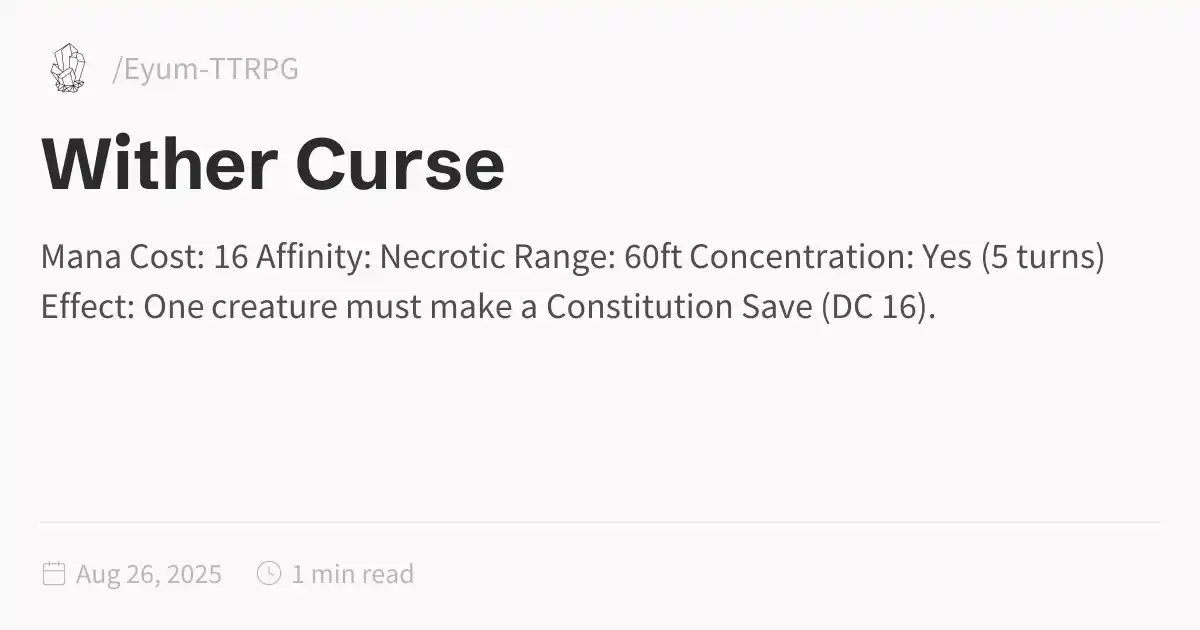 /Eyum-TTRPG
Wither Curse
Mana Cost: 16 Affinity: Necrotic Range: 60ft Concentration: Yes (5 turns)
Effect: One creature must make a Constitution Save (DC 16).
Aug 26, 2025 1 min read